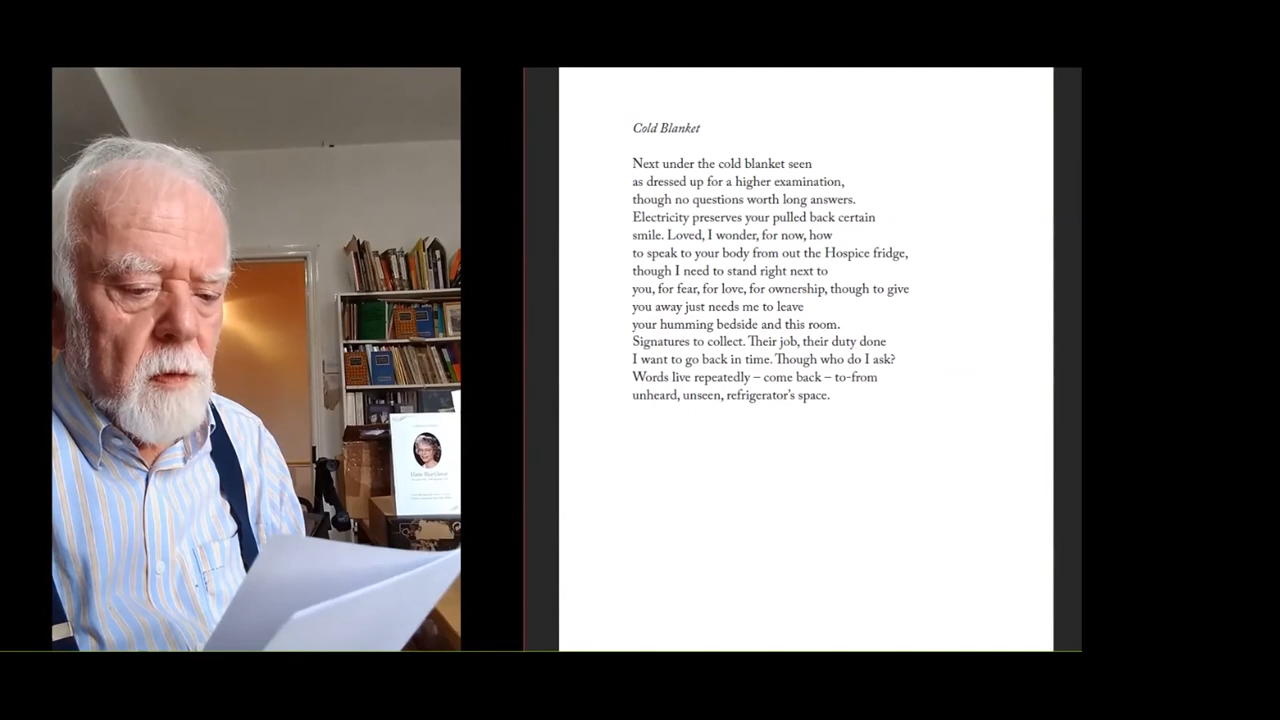 Cold Blanket
Next under the cold blanket seen
as dressed up for a higher examination,
though no questions worth long answers.
Electricity preserves your pulled back certain
smile. Loved, I wonder, for now, how
to speak to your body from out the Hospice fridge,
though I need to stand right next to
you, for fear, for love, for ownership, though to give
you away just needs me to leave
your humming bedside and this room.
Signatures to collect. Their job, their duty done
I want to go back in time. Though who do I ask?
Words live repeatedly – come back – to-from
unheard, unseen, refrigerator's space.